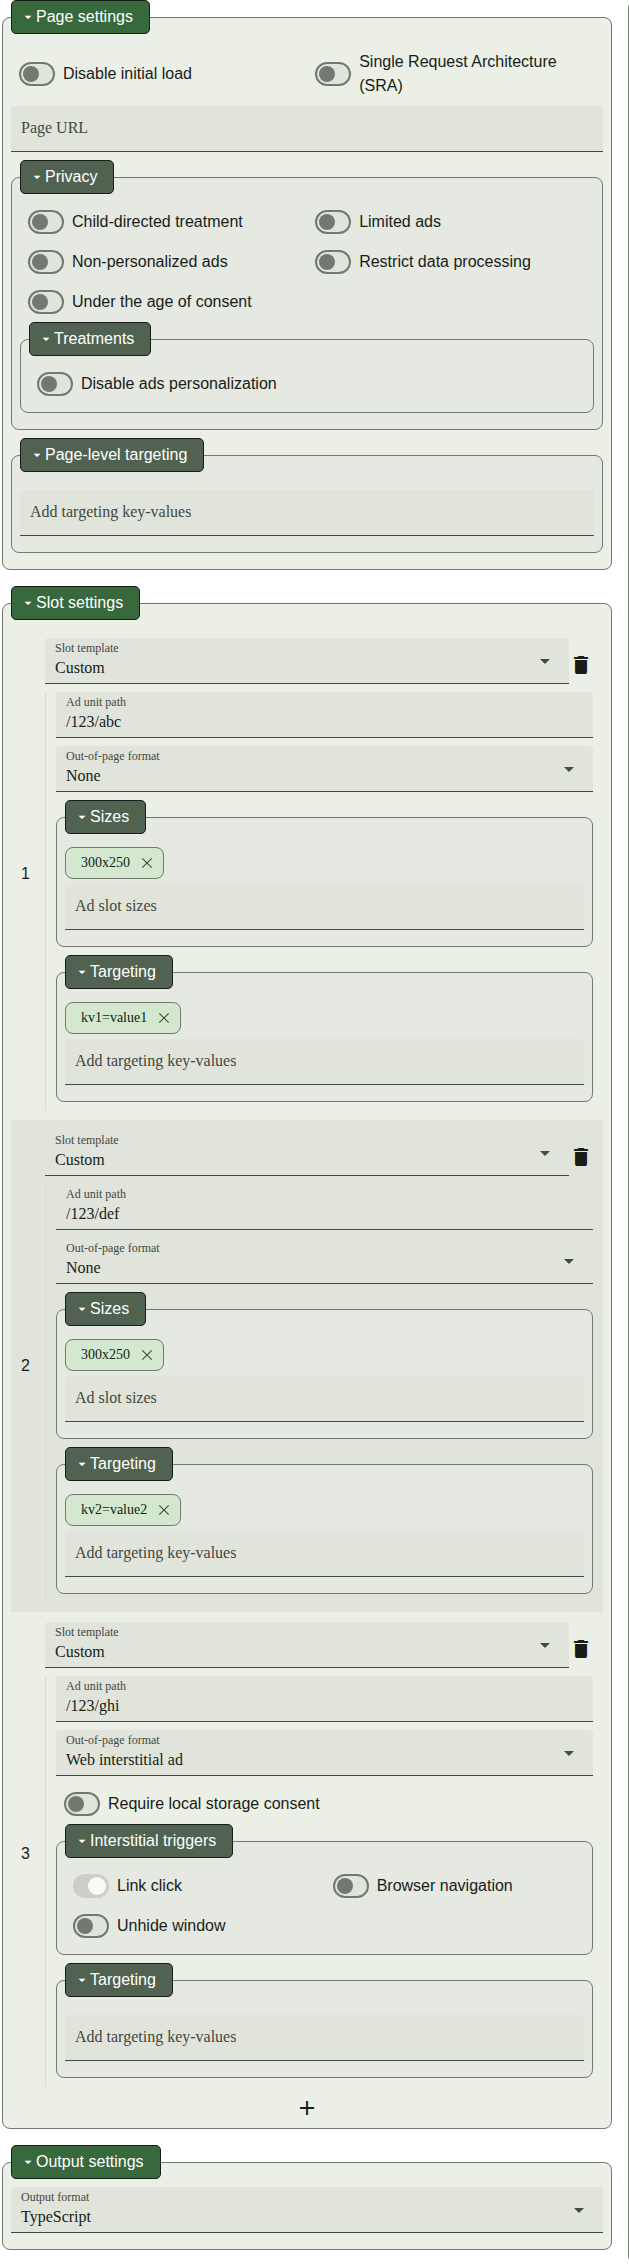 Page settings
Disable initial load
Single Request Architecture
(SRA)
Page URL
Privacy
Child-directed treatment
Limited ads
Non-personalized ads
Restrict data processing
Under the age of consent
Treatments
Disable ads personalization
Page-level targeting
Add targeting key-values
Slot settings
Slot template
Custom
Ad unit path
/123/abc
Out-of-page format
None
Sizes
300x250
1
Ad slot sizes
Targeting
kv1=value1
Add targeting key-values
Slot template
Custom
Ad unit path
/123/def
Out-of-page format
None
Sizes
300x250
2
Ad slot sizes
Targeting
kv2=value2
Add targeting key-values
Slot template
Custom
Ad unit path
/123/ghi
Out-of-page format
Web interstitial ad
Require local storage consent
Interstitial triggers
3
Link click
Browser navigation
Unhide window
Targeting
Add targeting key-values
+
Output settings
Output format
TypeScript